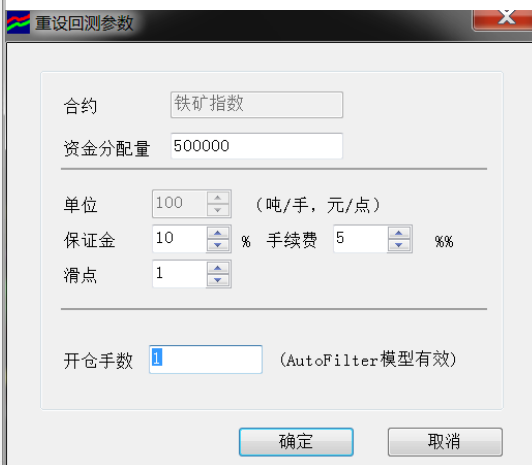 重设回测参数
合约 铁矿指数
资金分配量 500000
单位 100 (吨/手，元/点)
保证金 10 % 手续费 5 %%
滑点 1
开仓手数 1 (AutoFilter模型有效)
确定 取消